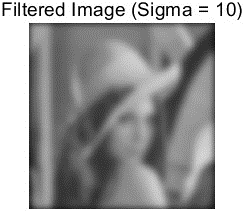 Filtered Image (Sigma = 10)